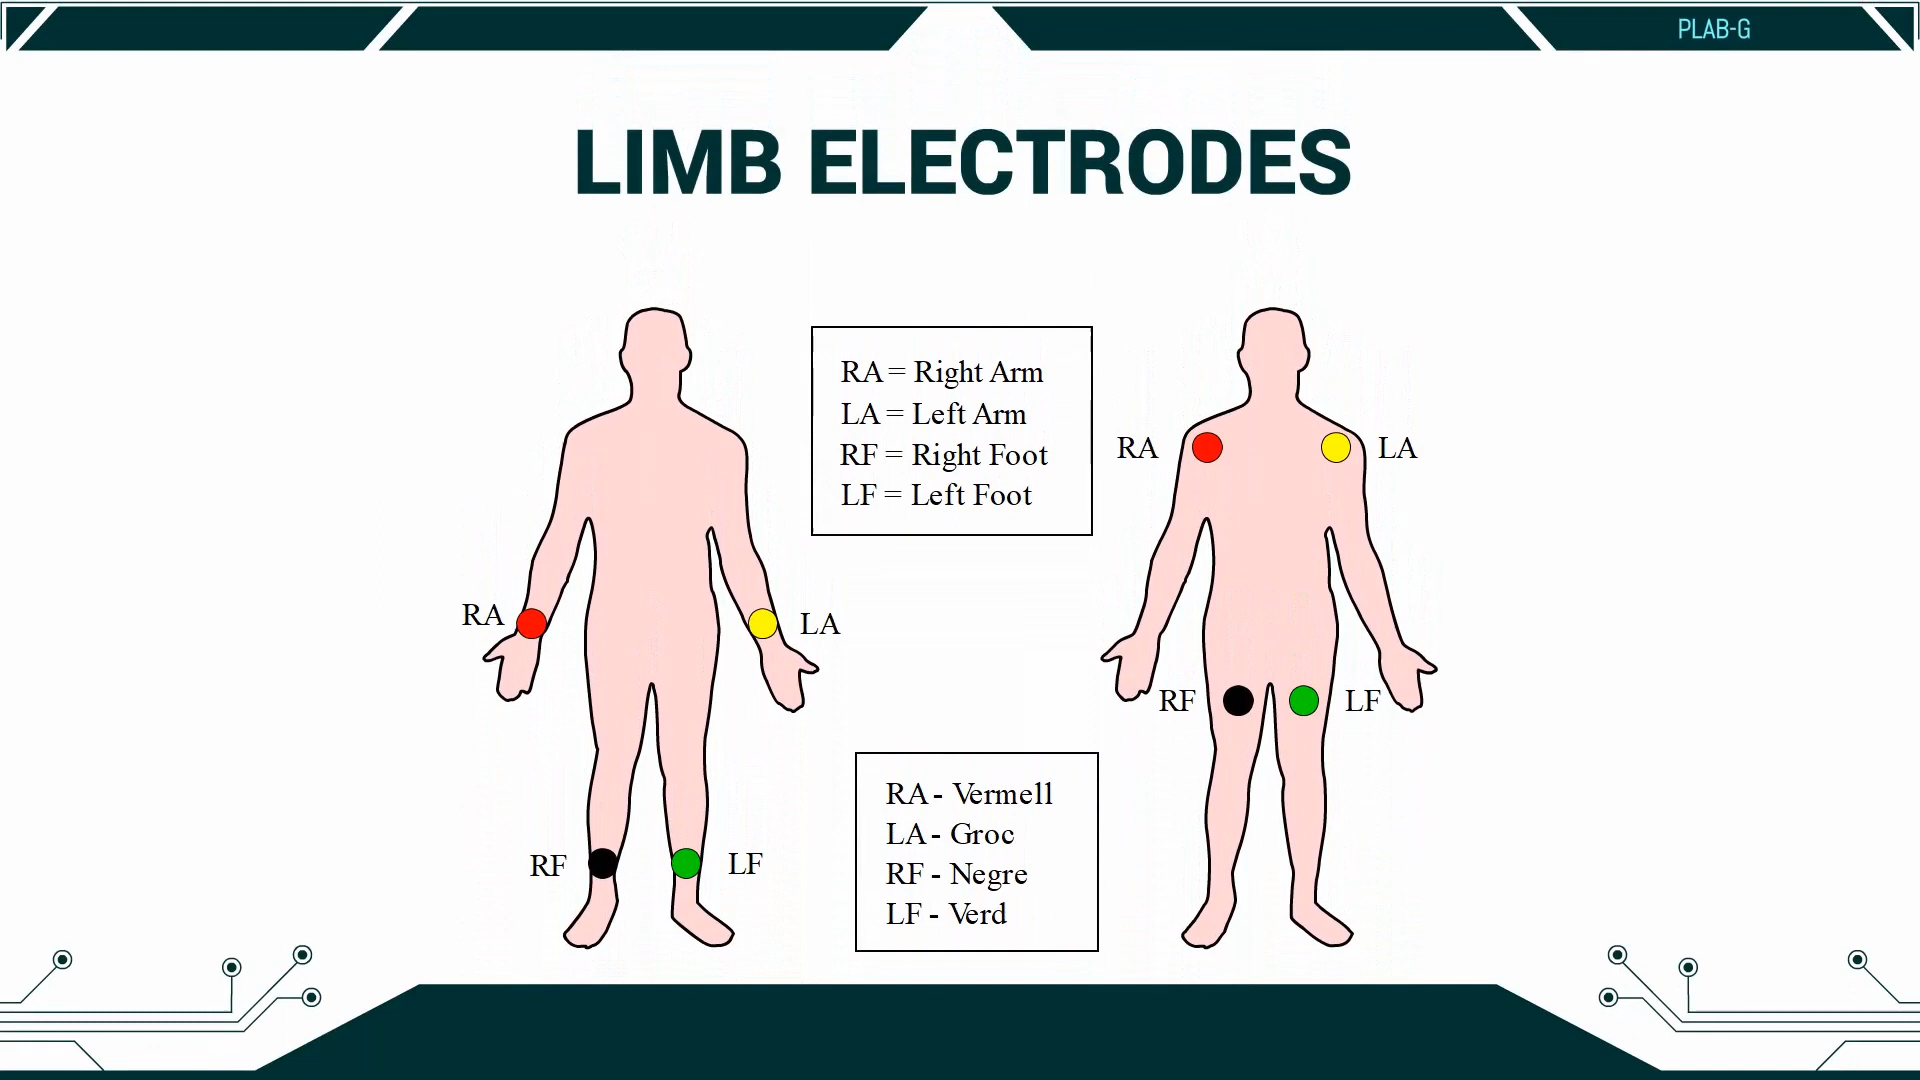 PLAB-G
LIMB ELECTRODES
RA = Right Arm
LA = Left Arm
RF = Right Foot
LF = Left Foot
RA
LA
RF
LF
RA
LA
RF
LF
RA - Vermell
LA - Groc
RF - Negre
LF - Verd